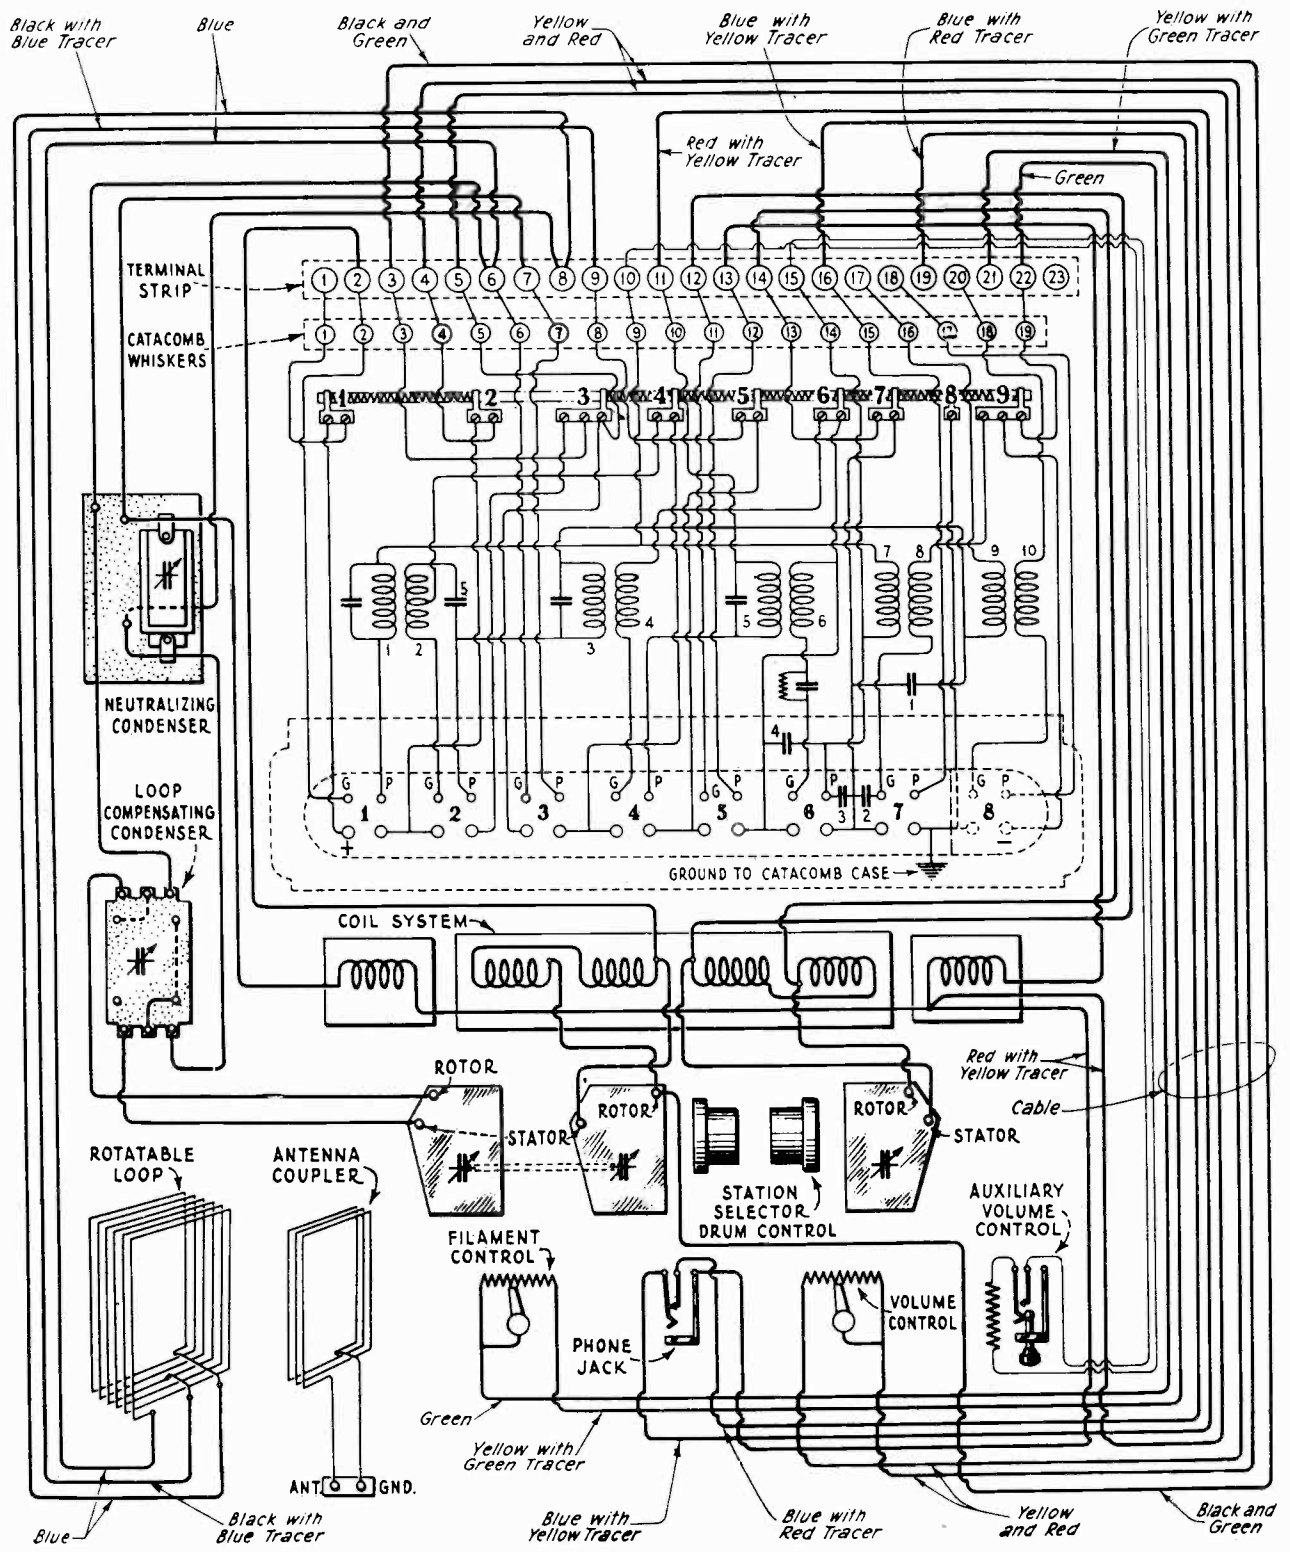 Black with
Blue Tracer
Blue
Black and
Green
Yellow
and Red
Blue with
Yellow Tracer
Blue with
Red Tracer
Yellow with
Green Tracer
Red with
Yellow Tracer
Green
TERMINAL
STRIP
1 2 3 4 5 6 7 8 9 10 11 12 13 14 15 16 17 18 19 20 21 22 23
CATACOMB
WHISKERS
1 2 3 4 5 6 7 8 9 10 11 12 13 14 15 16 17 18 19
1 2 3 4 5 6 7 8 9
7 8 9 10
5
5 6
4
1 2 3
NEUTRALIZING
CONDENSER
1
4
LOOP
COMPENSATING
CONDENSER
G P G P G P G P G P G P G P G P
1 2 3 4 5 6 3 2 7 8
+ −
GROUND TO CATACOMB CASE
COIL SYSTEM
Red with
Yellow Tracer
Cable
ROTOR
ROTOR
ROTOR
STATOR
STATOR
ROTATABLE
LOOP
ANTENNA
COUPLER
STATION
SELECTOR
DRUM CONTROL
AUXILIARY
VOLUME
CONTROL
FILAMENT
CONTROL
VOLUME
CONTROL
PHONE
JACK
Green
Yellow with
Green Tracer
ANT. GND.
Blue
Black with
Blue Tracer
Blue with
Yellow Tracer
Blue with
Red Tracer
Yellow
and Red
Black and
Green